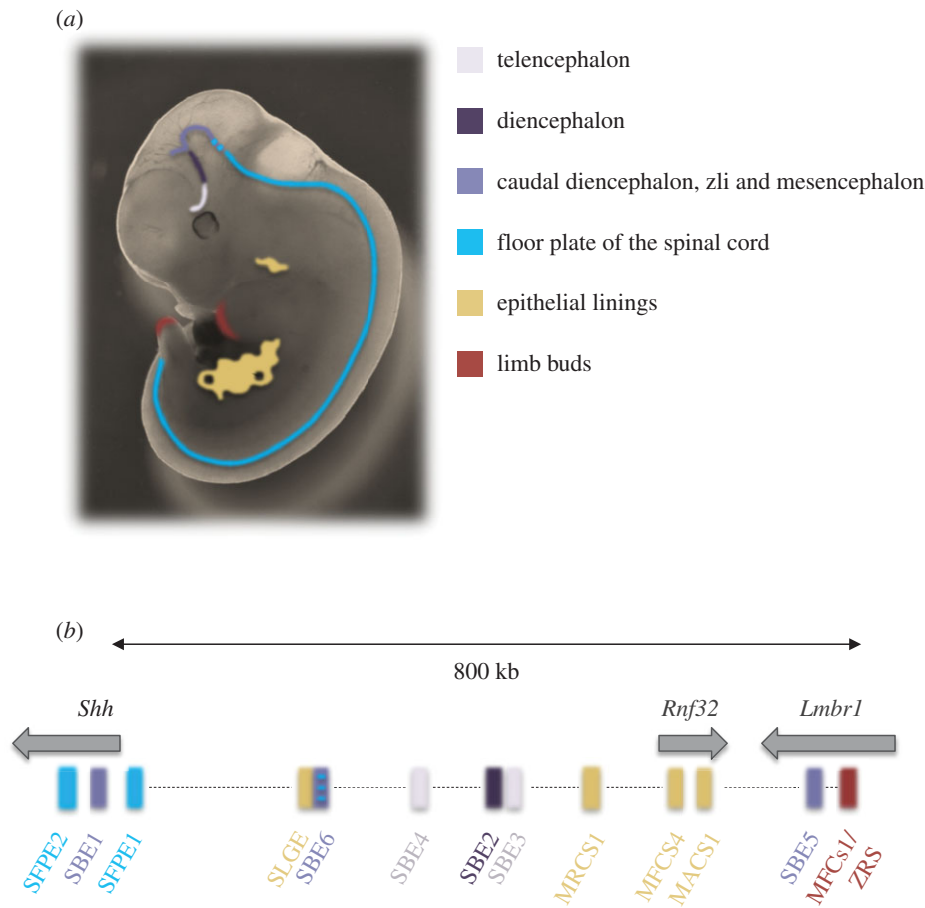 (a)
telencephalon
diencephalon
caudal diencephalon, zli and mesencephalon
floor plate of the spinal cord
epithelial linings
limb buds
(b)
800 kb
Shh
Rnf32
Lmbr1
SFPE2
SBE1
SFPE1
SLGE
SBE6
SBE4
SBE2
SBE3
MRCS1
MFCS4
MACS1
SBE5
MFCs1/
ZRS